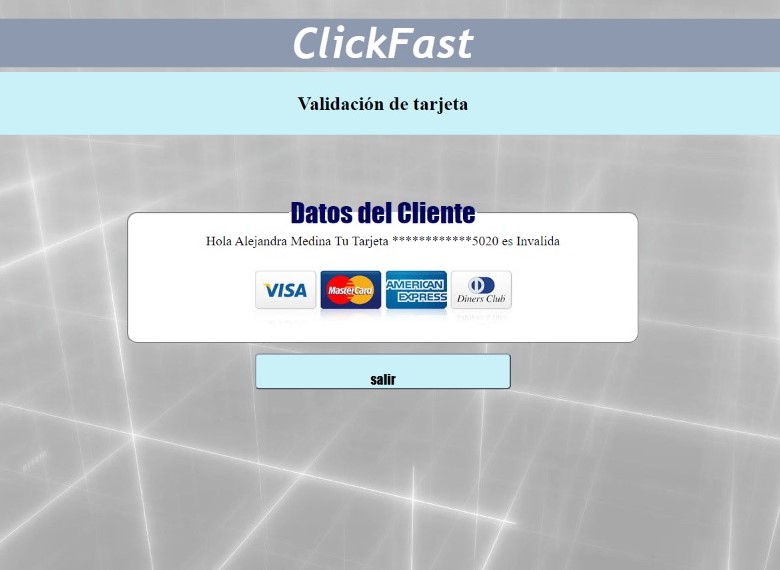 ClickFast
Validación de tarjeta
Datos del Cliente
Hola Alejandra Medina Tu Tarjeta ************5020 es Invalida
VISA
MasterCard
AMERICAN
EXPRESS
Diners Club
salir